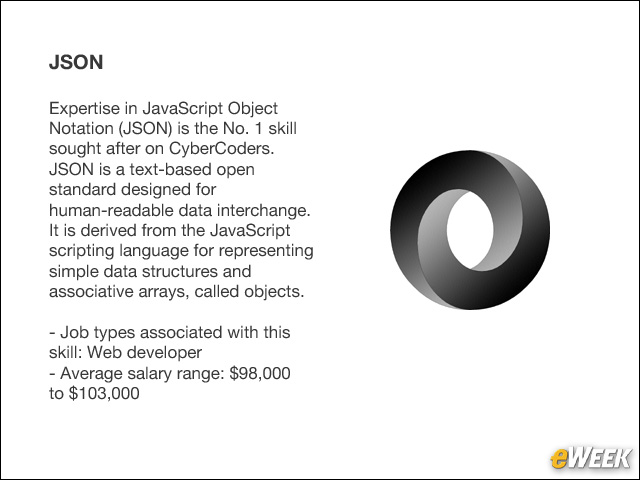 JSON
Expertise in JavaScript Object
Notation (JSON) is the No. 1 skill
sought after on CyberCoders.
JSON is a text-based open
standard designed for
human-readable data interchange.
It is derived from the JavaScript
scripting language for representing
simple data structures and
associative arrays, called objects.
- Job types associated with this
skill: Web developer
- Average salary range: $98,000
to $103,000
eWEEK